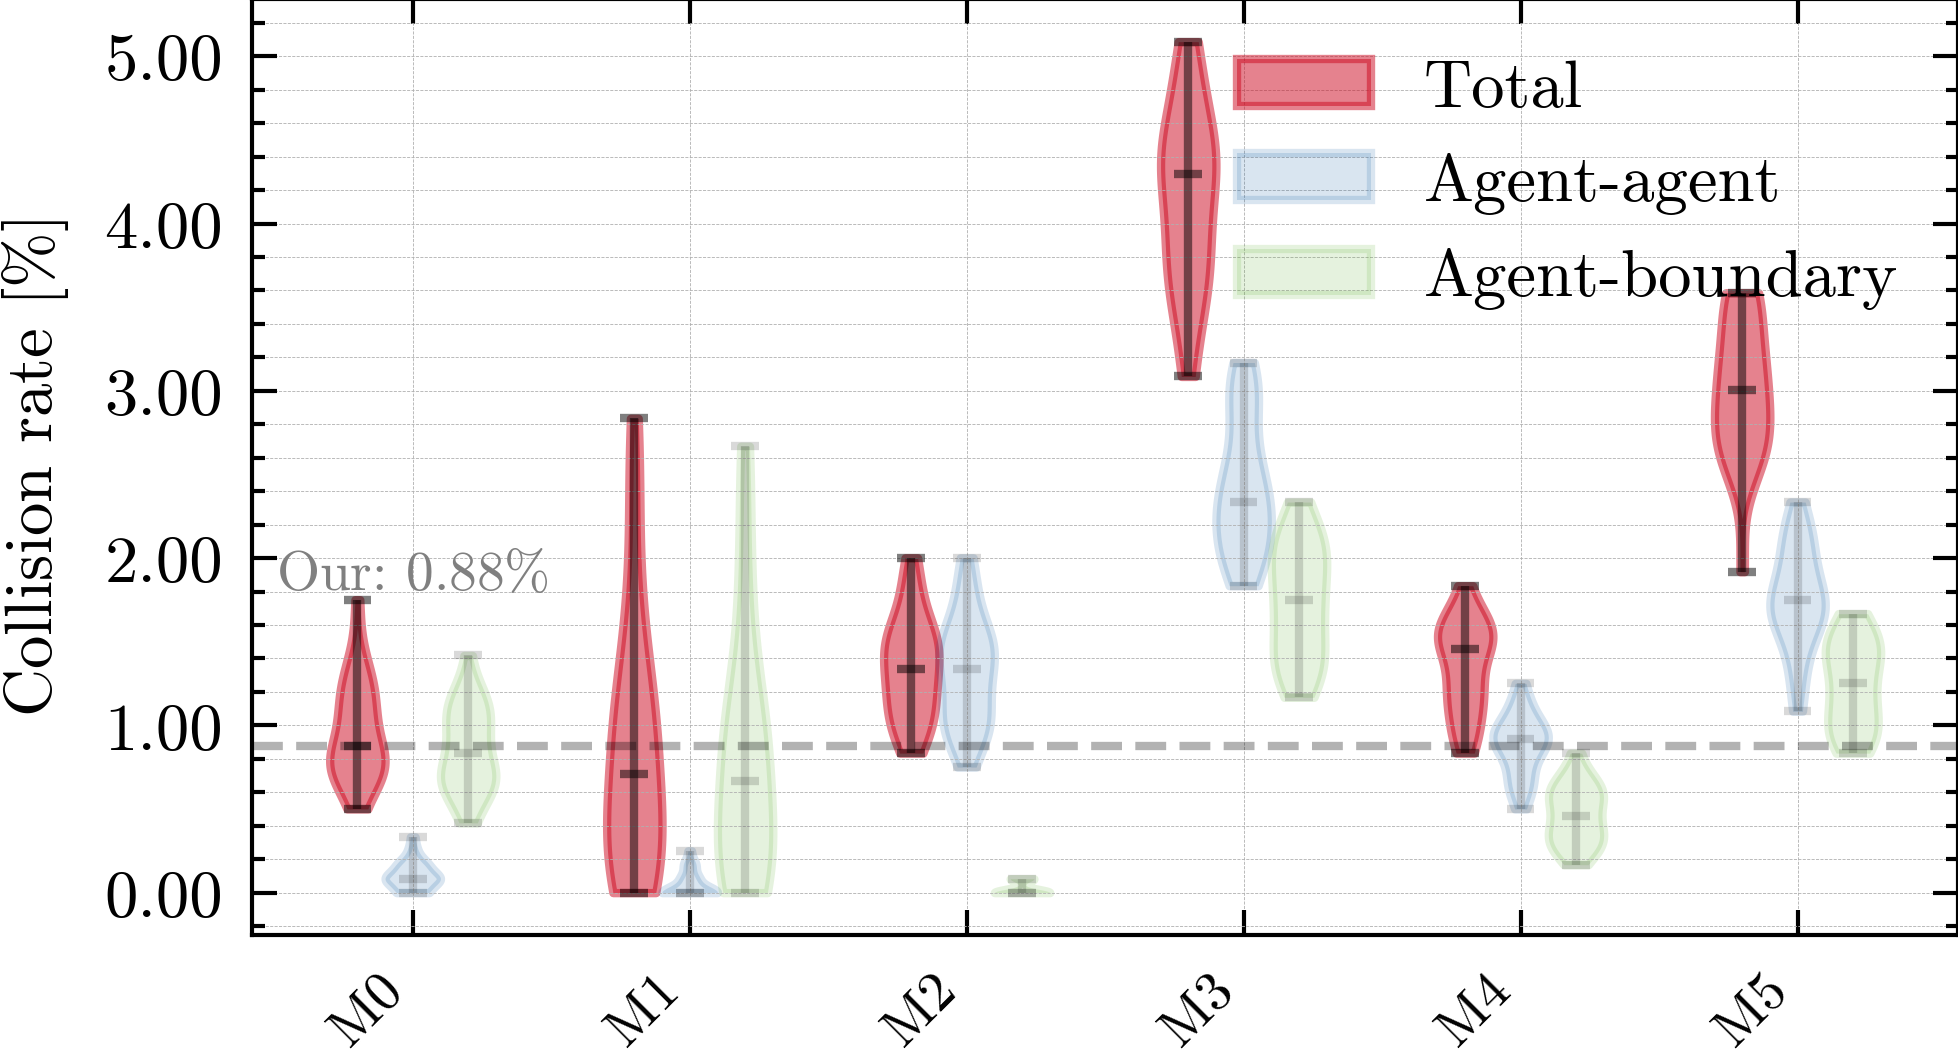 Collision rate [%]
5.00
4.00
3.00
2.00
1.00
0.00
Total
Agent-agent
Agent-boundary
Our: 0.88%
M0
M1
M2
M3
M4
M5